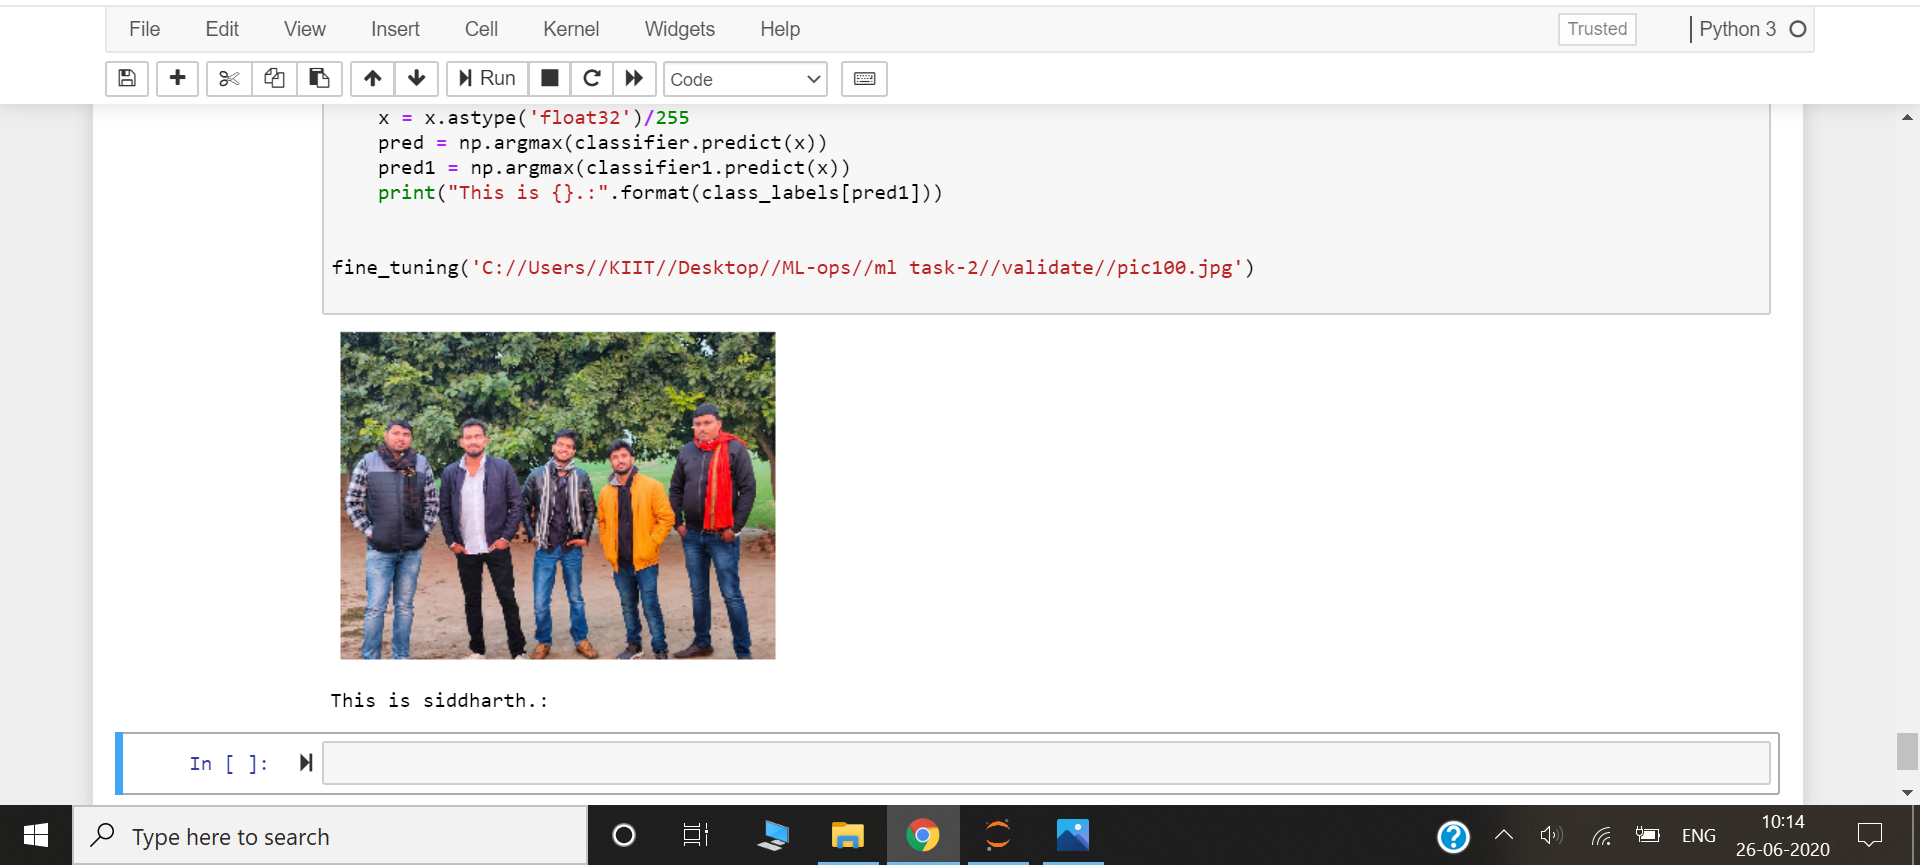 File Edit View Insert Cell Kernel Widgets Help Trusted Python 3
Run Code
x = x.astype('float32')/255
pred = np.argmax(classifier.predict(x))
pred1 = np.argmax(classifier1.predict(x))
print("This is {}.:".format(class_labels[pred1]))
fine_tuning('C://Users//KIIT//Desktop//ML-ops//ml task-2//validate//pic100.jpg')
This is siddharth.:
In [ ]:
Type here to search
ENG
10:14
26-06-2020